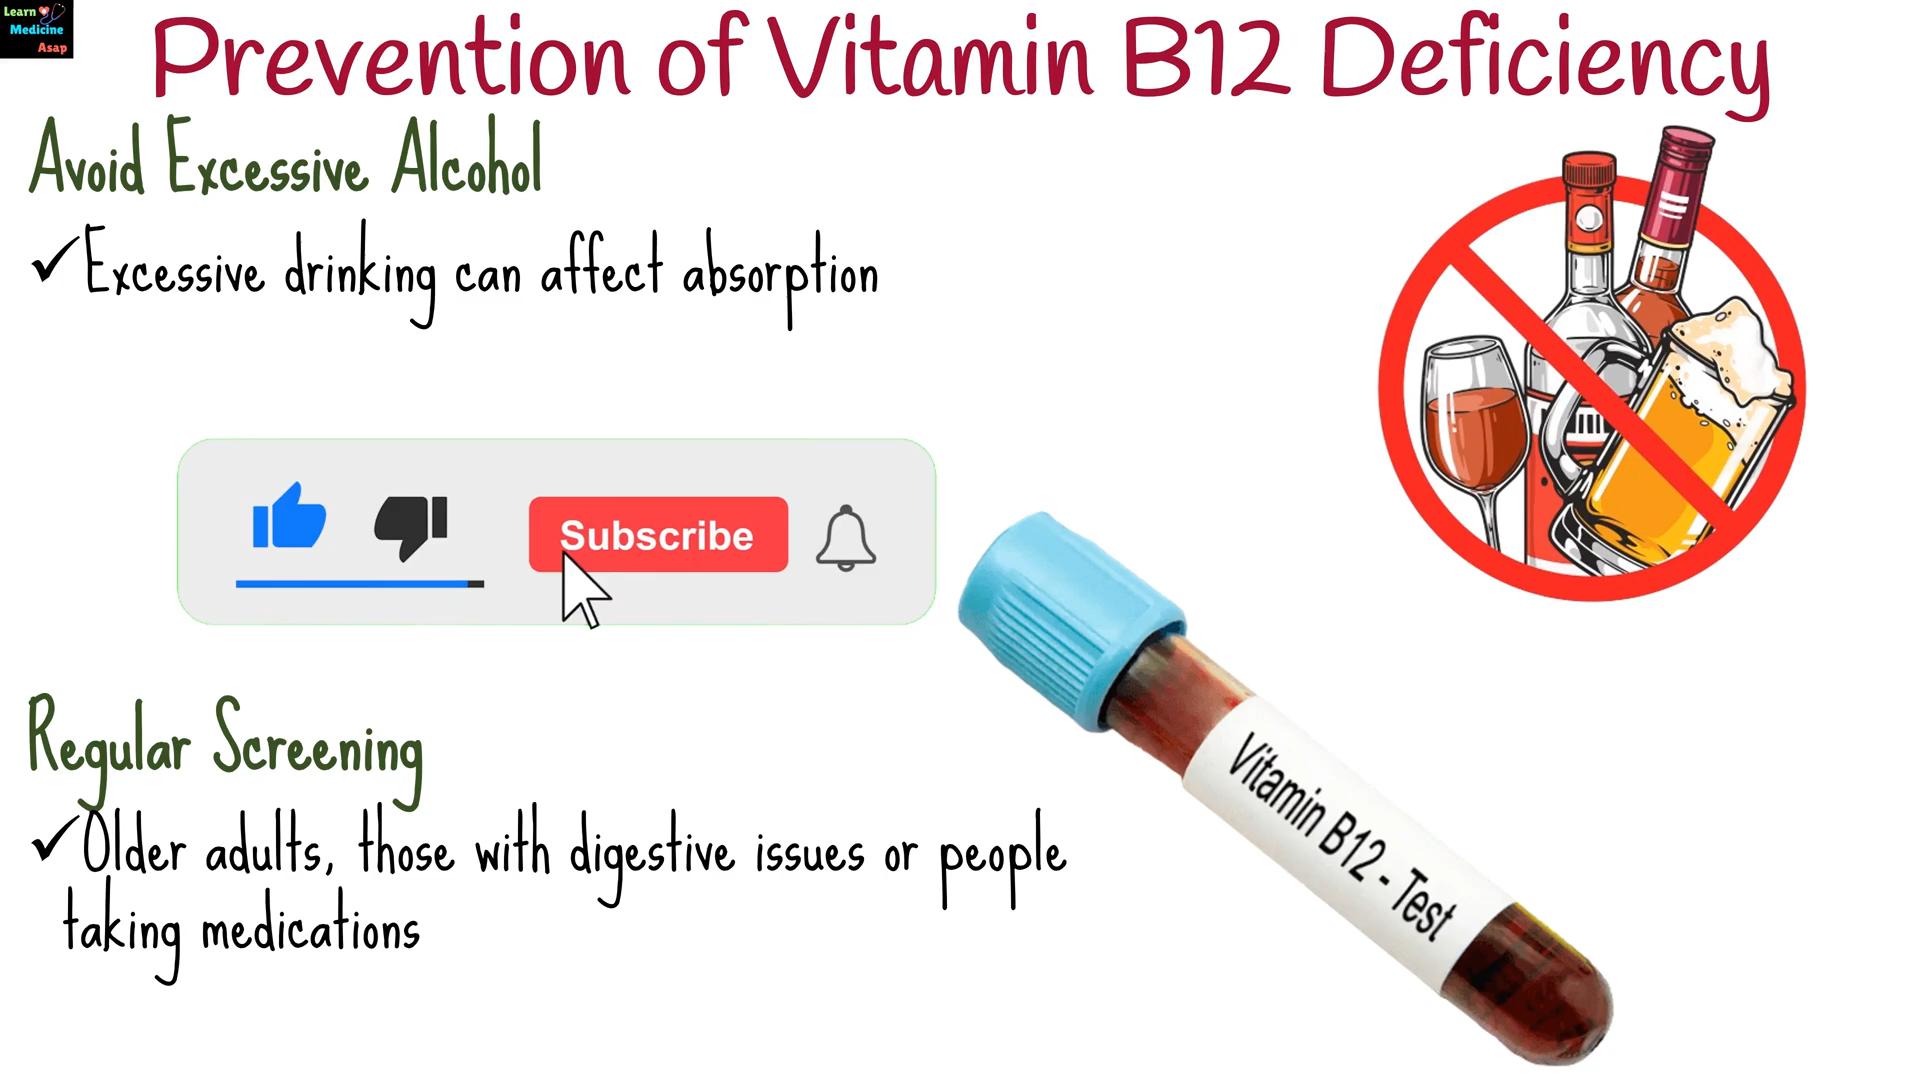 Learn
Medicine
Asap
Prevention of Vitamin B12 Deficiency
Avoid Excessive Alcohol
✓Excessive drinking can affect absorption
Subscribe
Regular Screening
✓Older adults, those with digestive issues or people
taking medications
Vitamin B12 - Test